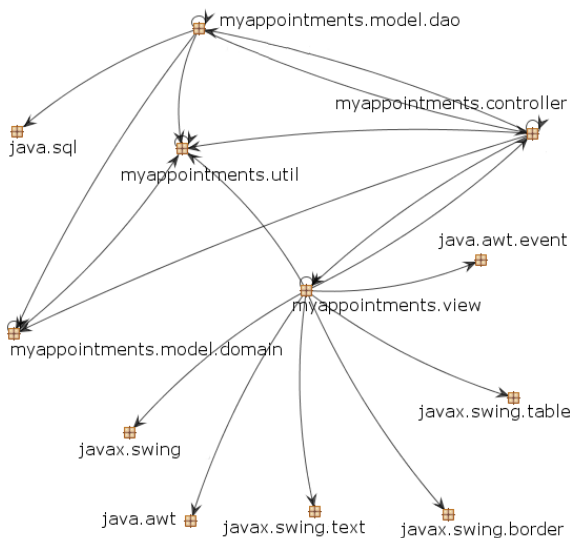 myappointments.model.dao
myappointments.controller
java.sql
myappointments.util
java.awt.event
myappointments.view
myappointments.model.domain
javax.swing.table
javax.swing
java.awt
javax.swing.text
javax.swing.border